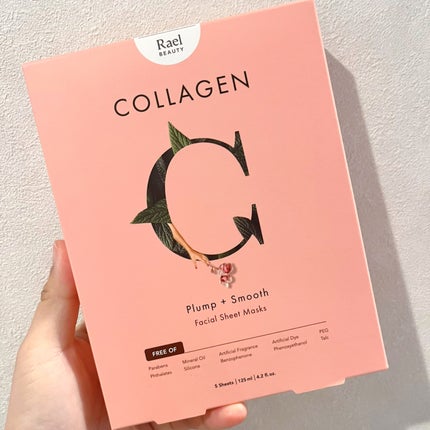 Rael
BEAUTY
COLLAGEN
C
Plump + Smooth
Facial Sheet Masks
FREE OF
Parabens Mineral Oil Artificial Fragrance Artificial Dye PEG
Phthalates Silicone Benzophenone Phenoxyethanol Talc
5 Sheets | 125 ml | 4.2 fl. oz.